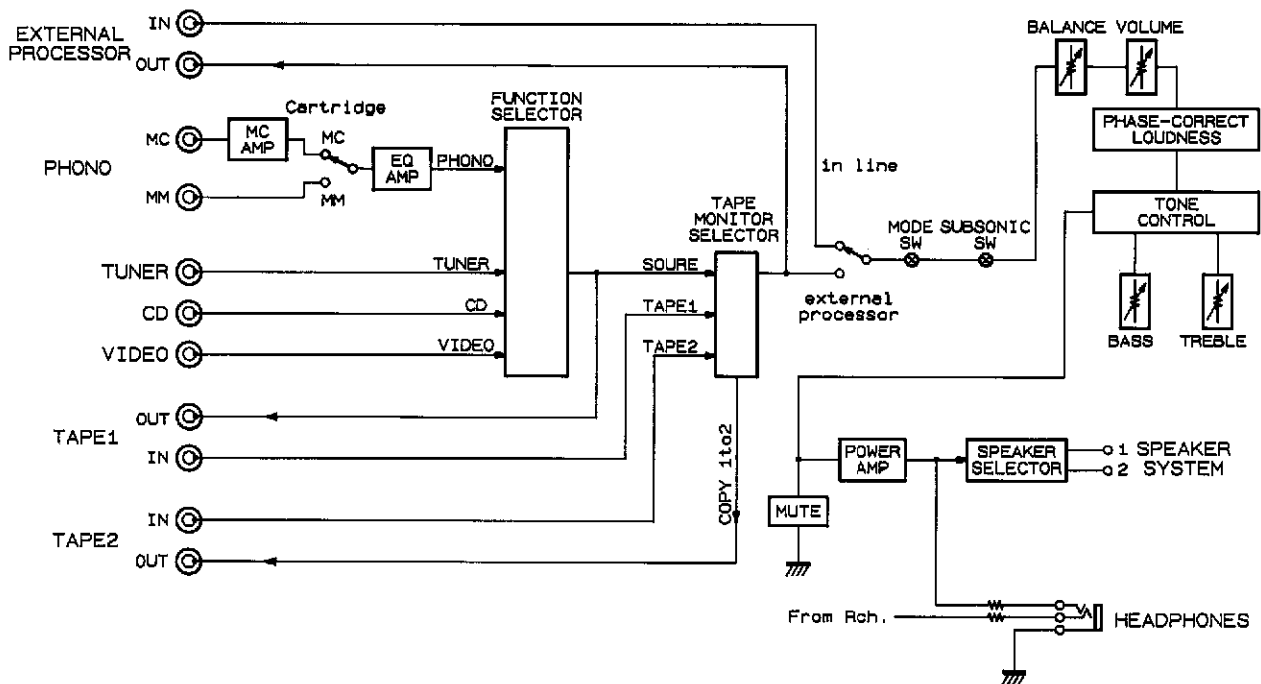 EXTERNAL
PROCESSOR
IN
OUT
BALANCE VOLUME
Cartridge
FUNCTION
SELECTOR
PHASE-CORRECT
LOUDNESS
PHONO
MC
MC
AMP
MC
EQ
AMP
PHONO
MM
MM
in line
TONE
CONTROL
TAPE
MONITOR
SELECTOR
MODE SUBSONIC
SW SW
TUNER
TUNER
SOURE
CD
CD
TAPE1
external
processor
VIDEO
VIDEO
TAPE2
BASS
TREBLE
TAPE1
OUT
IN
COPY 1to2
POWER
AMP
SPEAKER
SELECTOR
1 SPEAKER
2 SYSTEM
MUTE
TAPE2
IN
OUT
From Rch.
HEADPHONES